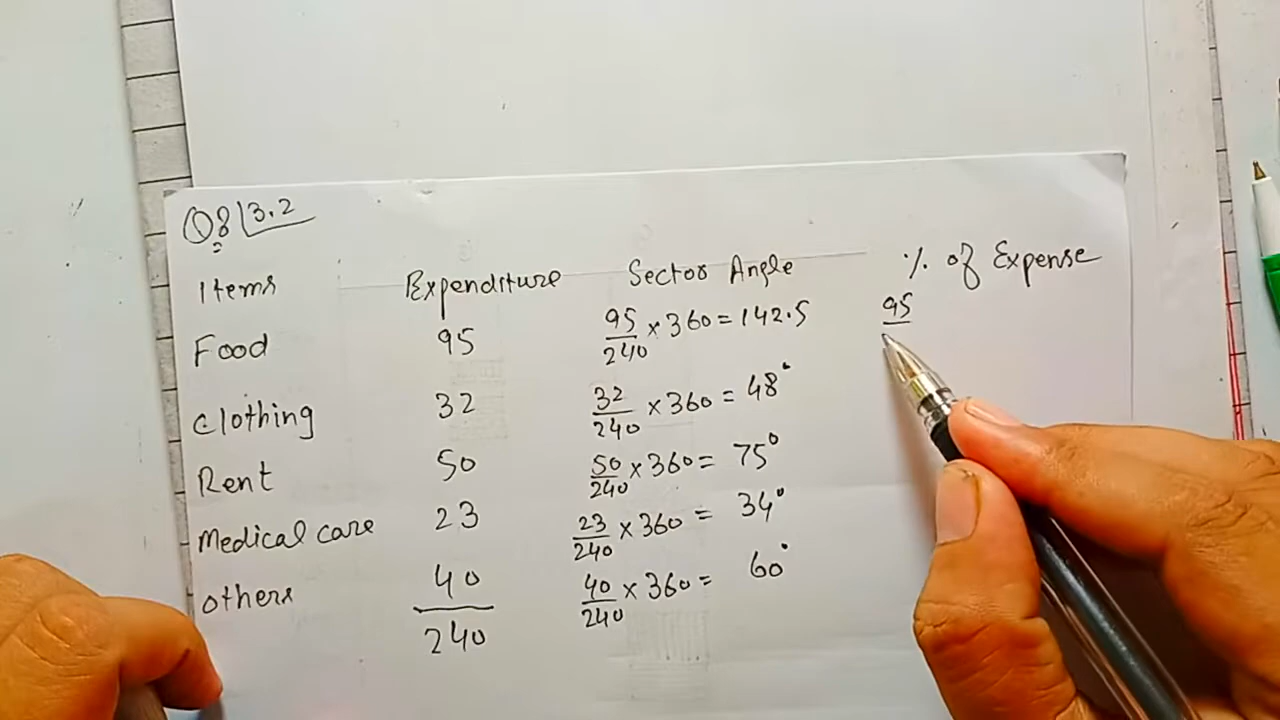 Q8 | 3.2
Items Expenditure Sector Angle % of Expense
Food 95 95/240 x 360 = 142.5 95
Clothing 32 32/240 x 360 = 48°
Rent 50 50/240 x 360 = 75°
Medical care 23 23/240 x 360 = 34°
others 40 40/240 x 360 = 60°
240